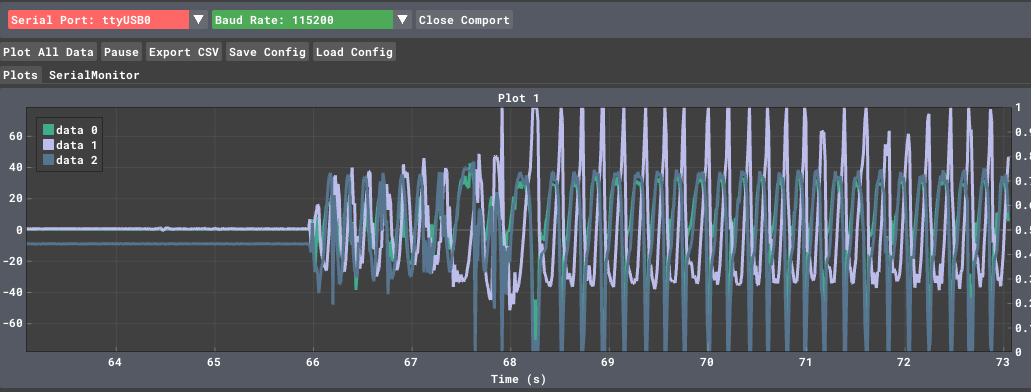 Serial Port: ttyUSB0 Baud Rate: 115200 Close Comport
Plot All Data Pause Export CSV Save Config Load Config
Plots SerialMonitor
Plot 1
data 0
data 1
data 2
60
40
20
0
-20
-40
-60
1
0.9
0.8
0.7
0.6
0.5
0.4
0.3
0.2
0.1
0
64 65 66 67 68 69 70 71 72 73
Time (s)